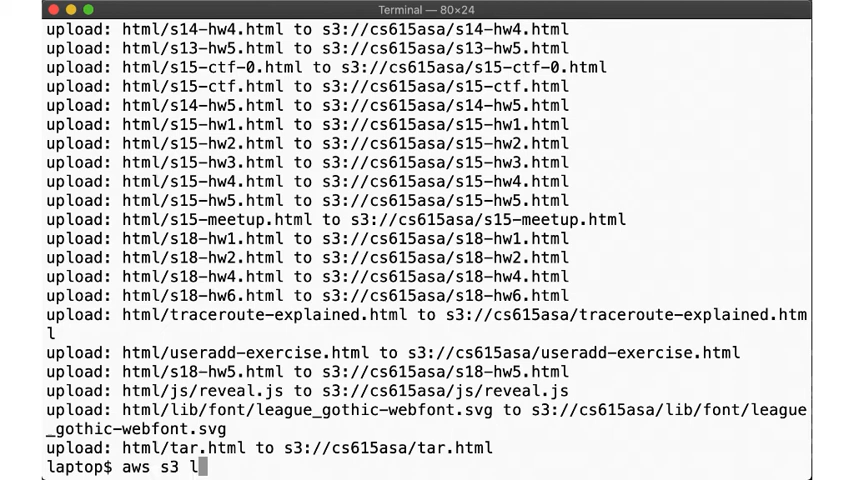 Terminal — 80×24
upload: html/s14-hw4.html to s3://cs615asa/s14-hw4.html
upload: html/s13-hw5.html to s3://cs615asa/s13-hw5.html
upload: html/s15-ctf-0.html to s3://cs615asa/s15-ctf-0.html
upload: html/s15-ctf.html to s3://cs615asa/s15-ctf.html
upload: html/s14-hw5.html to s3://cs615asa/s14-hw5.html
upload: html/s15-hw1.html to s3://cs615asa/s15-hw1.html
upload: html/s15-hw2.html to s3://cs615asa/s15-hw2.html
upload: html/s15-hw3.html to s3://cs615asa/s15-hw3.html
upload: html/s15-hw4.html to s3://cs615asa/s15-hw4.html
upload: html/s15-hw5.html to s3://cs615asa/s15-hw5.html
upload: html/s15-meetup.html to s3://cs615asa/s15-meetup.html
upload: html/s18-hw1.html to s3://cs615asa/s18-hw1.html
upload: html/s18-hw2.html to s3://cs615asa/s18-hw2.html
upload: html/s18-hw4.html to s3://cs615asa/s18-hw4.html
upload: html/s18-hw6.html to s3://cs615asa/s18-hw6.html
upload: html/traceroute-explained.html to s3://cs615asa/traceroute-explained.htm
l
upload: html/useradd-exercise.html to s3://cs615asa/useradd-exercise.html
upload: html/s18-hw5.html to s3://cs615asa/s18-hw5.html
upload: html/js/reveal.js to s3://cs615asa/js/reveal.js
upload: html/lib/font/league_gothic-webfont.svg to s3://cs615asa/lib/font/league
_gothic-webfont.svg
upload: html/tar.html to s3://cs615asa/tar.html
laptop$ aws s3 l